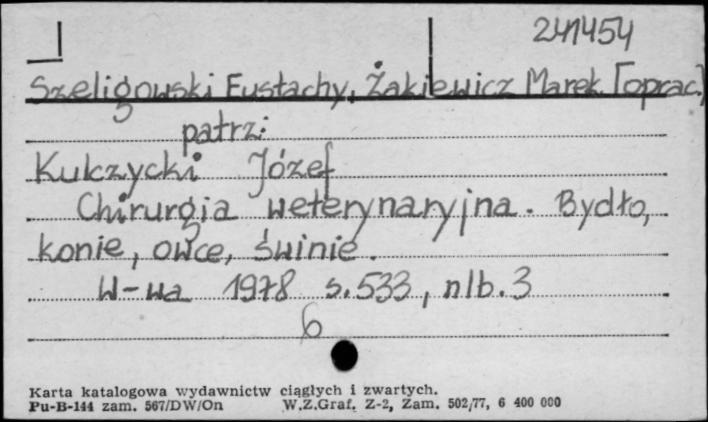 241454
Szeligowski Eustachy, Żakiewicz Marek [oprac.]
patrz:
Kulczycki Józef
Chirurgia weterynaryjna. Bydło,
konie, owce, świnie.
W-wa 1978 s. 533, nlb. 3
6
Karta katalogowa wydawnictw ciągłych i zwartych.
Pu-B-144 zam. 567/DW/On W.Z.Graf. Z-2, Zam. 502/77, 6 400 000